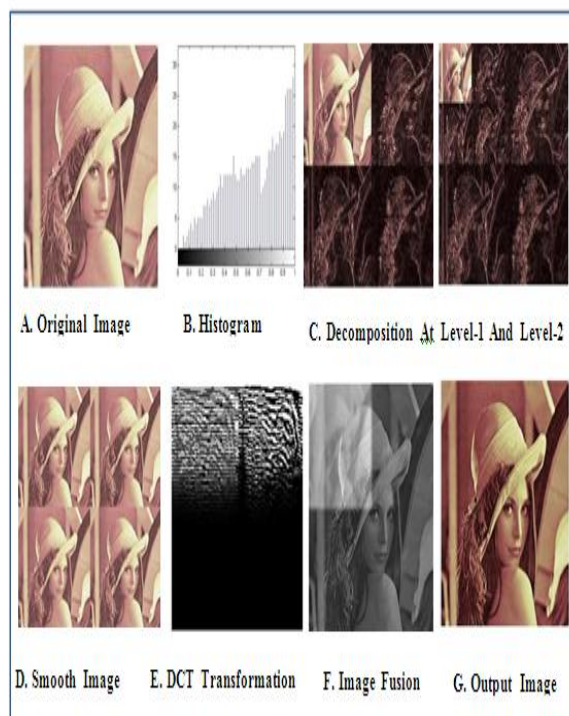 A. Original Image
B. Histogram
C. Decomposition At Level-1 And Level-2
D. Smooth Image
E. DCT Transformation
F. Image Fusion
G. Output Image